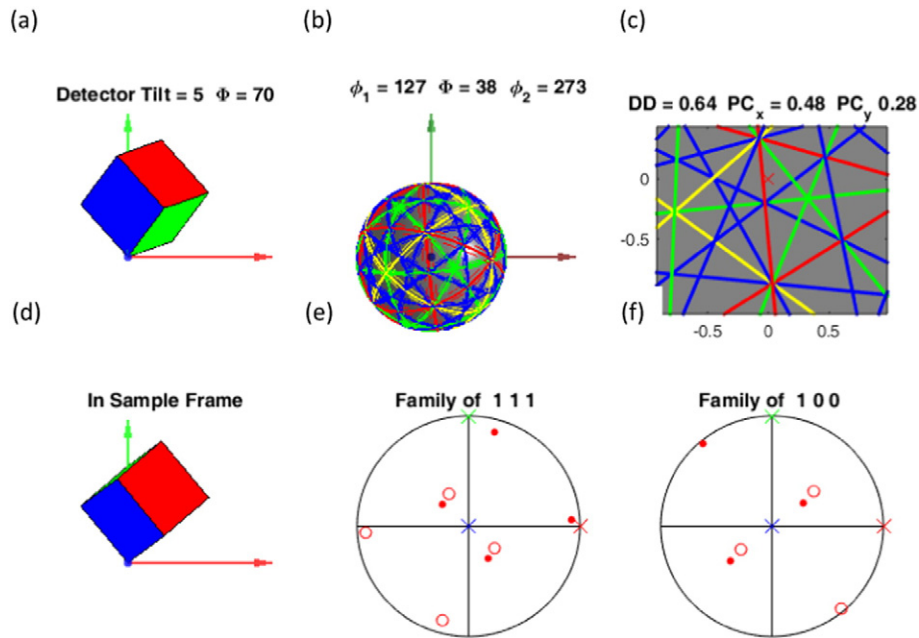 (a)
(b)
(c)
Detector Tilt = 5 Φ = 70
ϕ1 = 127 Φ = 38 ϕ2 = 273
DD = 0.64 PCx = 0.48 PCy 0.28
0
-0.5
-0.5 0 0.5
(d)
(e)
(f)
In Sample Frame
Family of 1 1 1
Family of 1 0 0